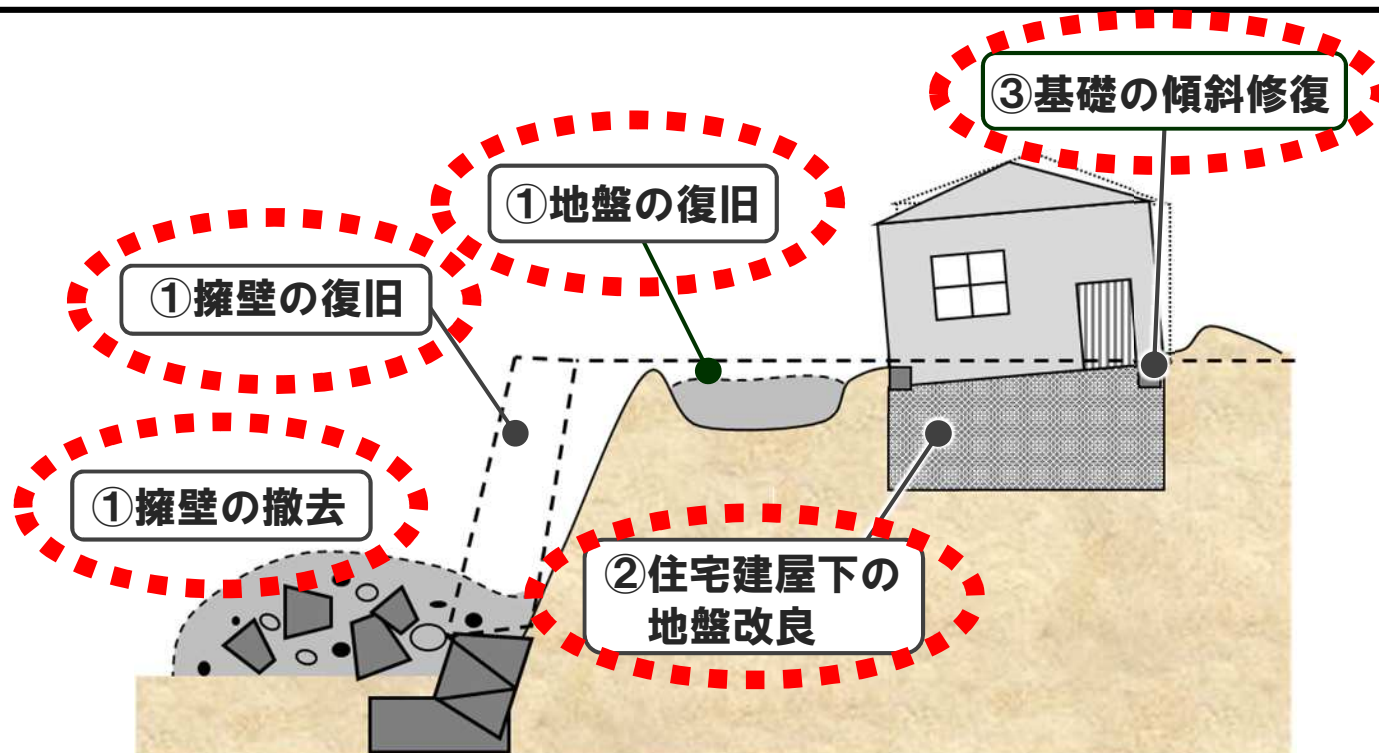 ③基礎の傾斜修復
①地盤の復旧
①擁壁の復旧
①擁壁の撤去
②住宅建屋下の
地盤改良